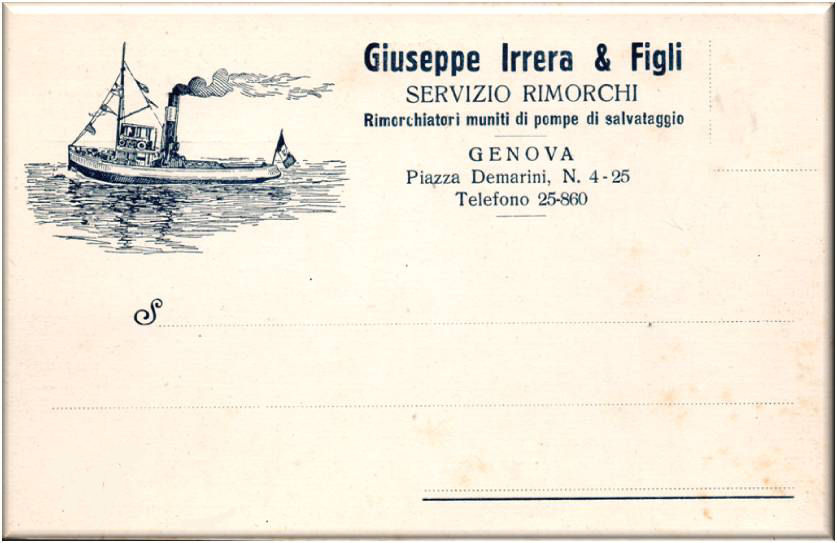 Giuseppe Irrera & Figli
SERVIZIO RIMORCHI
Rimorchiatori muniti di pompe di salvataggio
GENOVA
Piazza Demarini, N. 4-25
Telefono 25-860
S